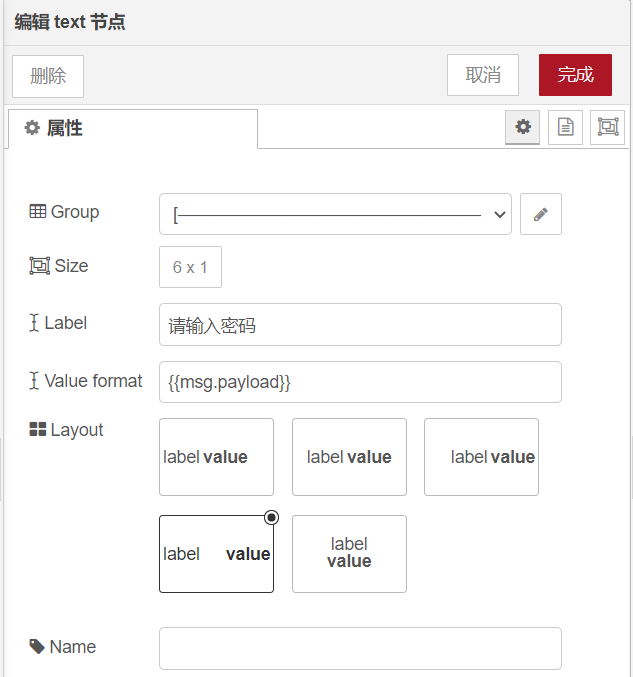 编辑 text 节点
删除
取消
完成
属性
Group
[————————————————
Size
6 x 1
Label
请输入密码
Value format
{{msg.payload}}
Layout
label value
label value
label value
label value
label
value
Name